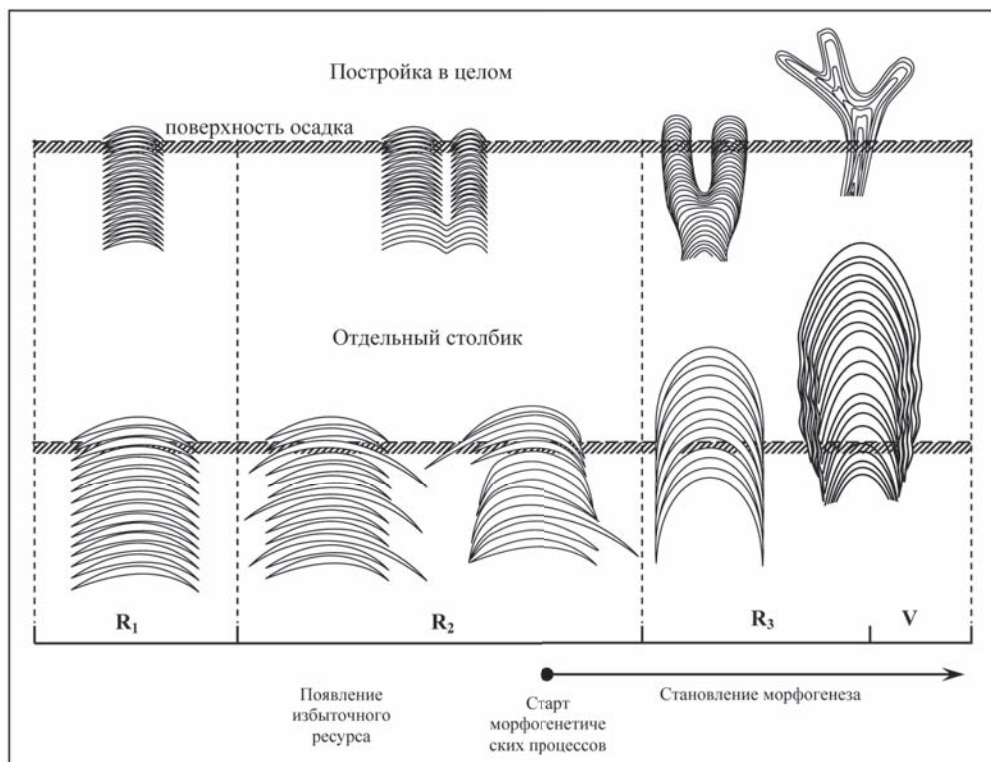 Постройка в целом
поверхность осадка
Отдельный столбик
R₁
R₂
R₃
V
Появление
избыточного
ресурса
Старт
морфогенетиче
ских процессов
Становление морфогенеза